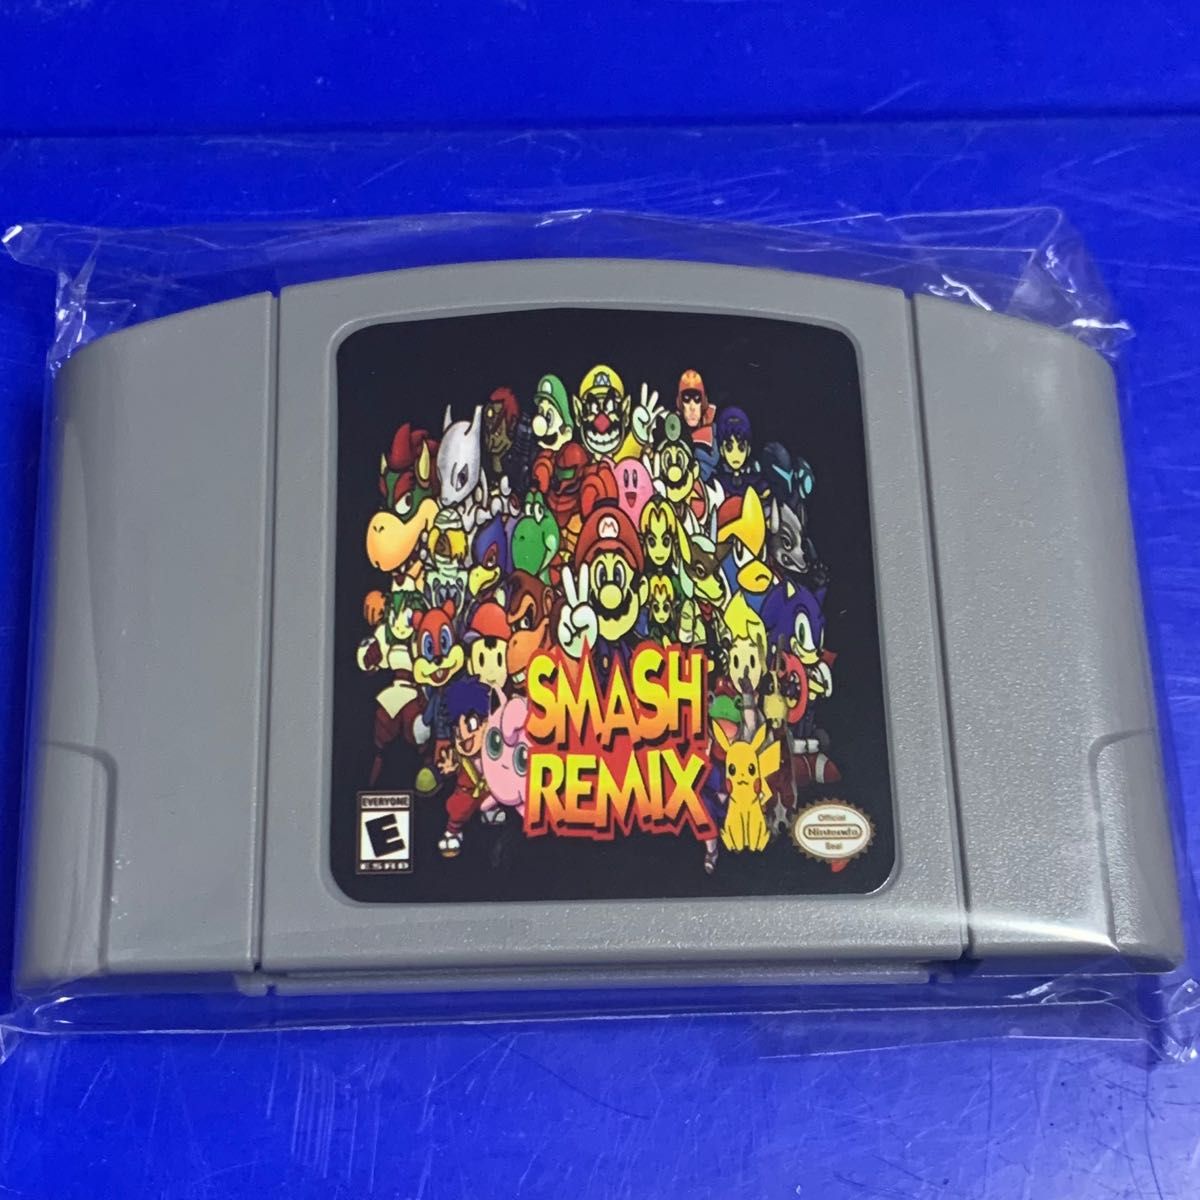 M
SMASH
REMIX
EVERYONE
E
ESRB
Official
Nintendo
Seal